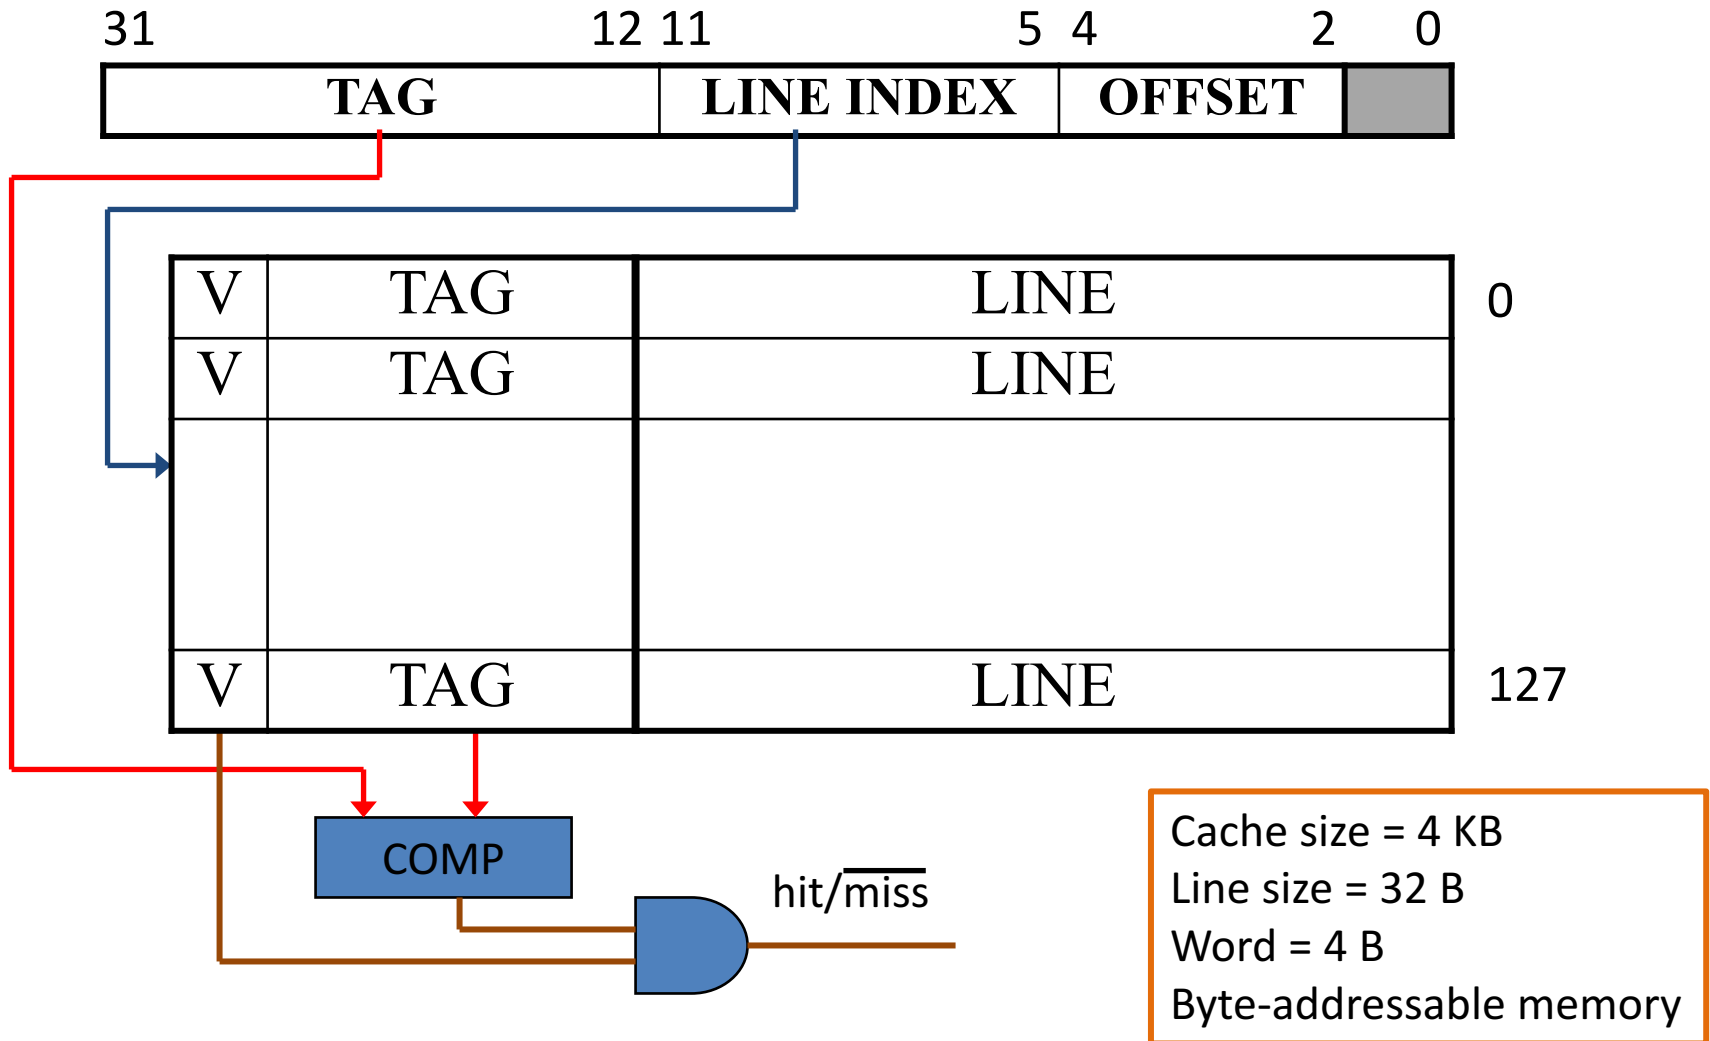 31 12 11 5 4 2 0
TAG LINE INDEX OFFSET
V TAG LINE 0
V TAG LINE
V TAG LINE 127
COMP
hit/miss
Cache size = 4 KB
Line size = 32 B
Word = 4 B
Byte-addressable memory